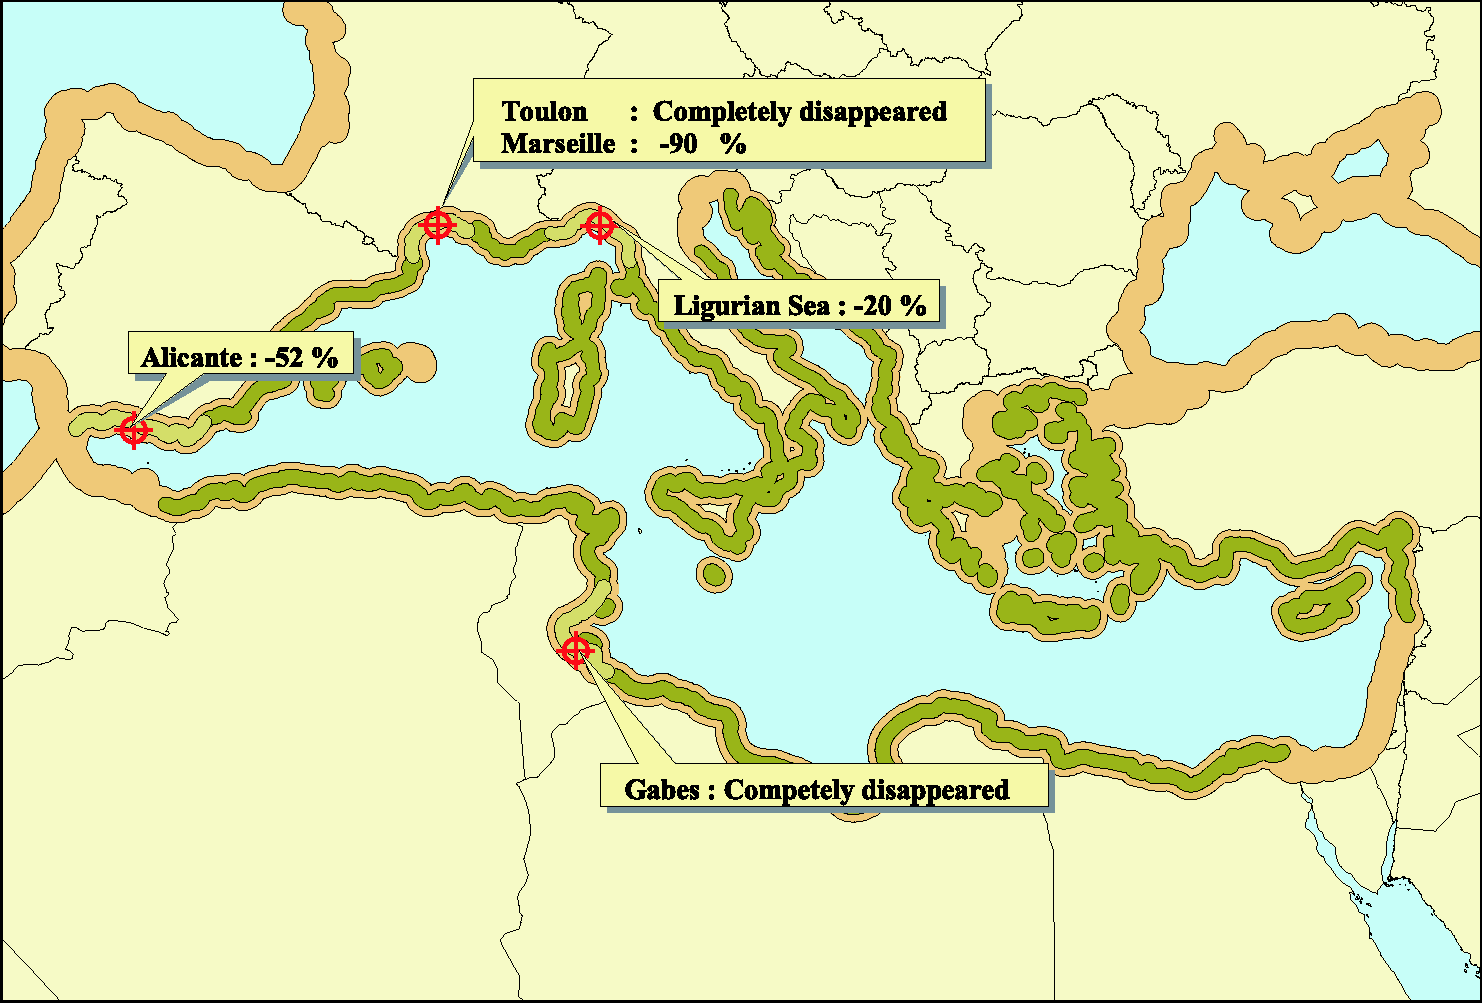 Toulon : Completely disappeared
Marseille : -90 %
Ligurian Sea : -20 %
Alicante : -52 %
Gabes : Competely disappeared